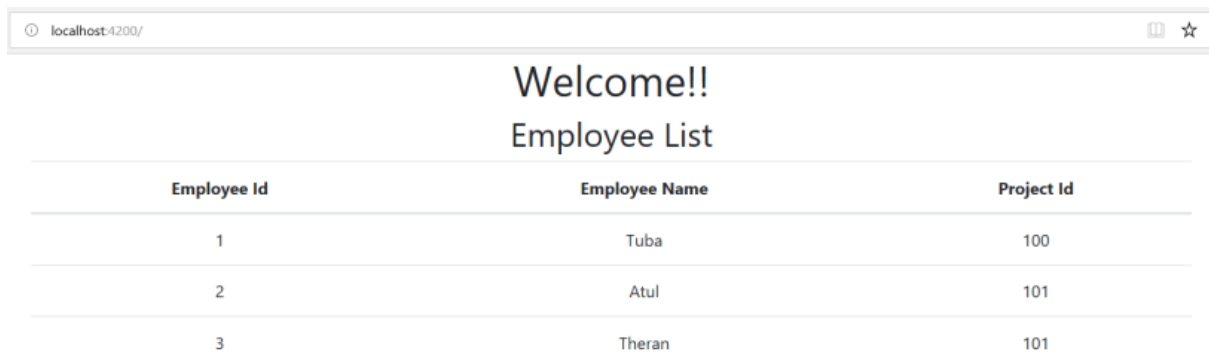 localhost:4200/
Welcome!!
Employee List
Employee Id Employee Name Project Id
1 Tuba 100
2 Atul 101
3 Theran 101